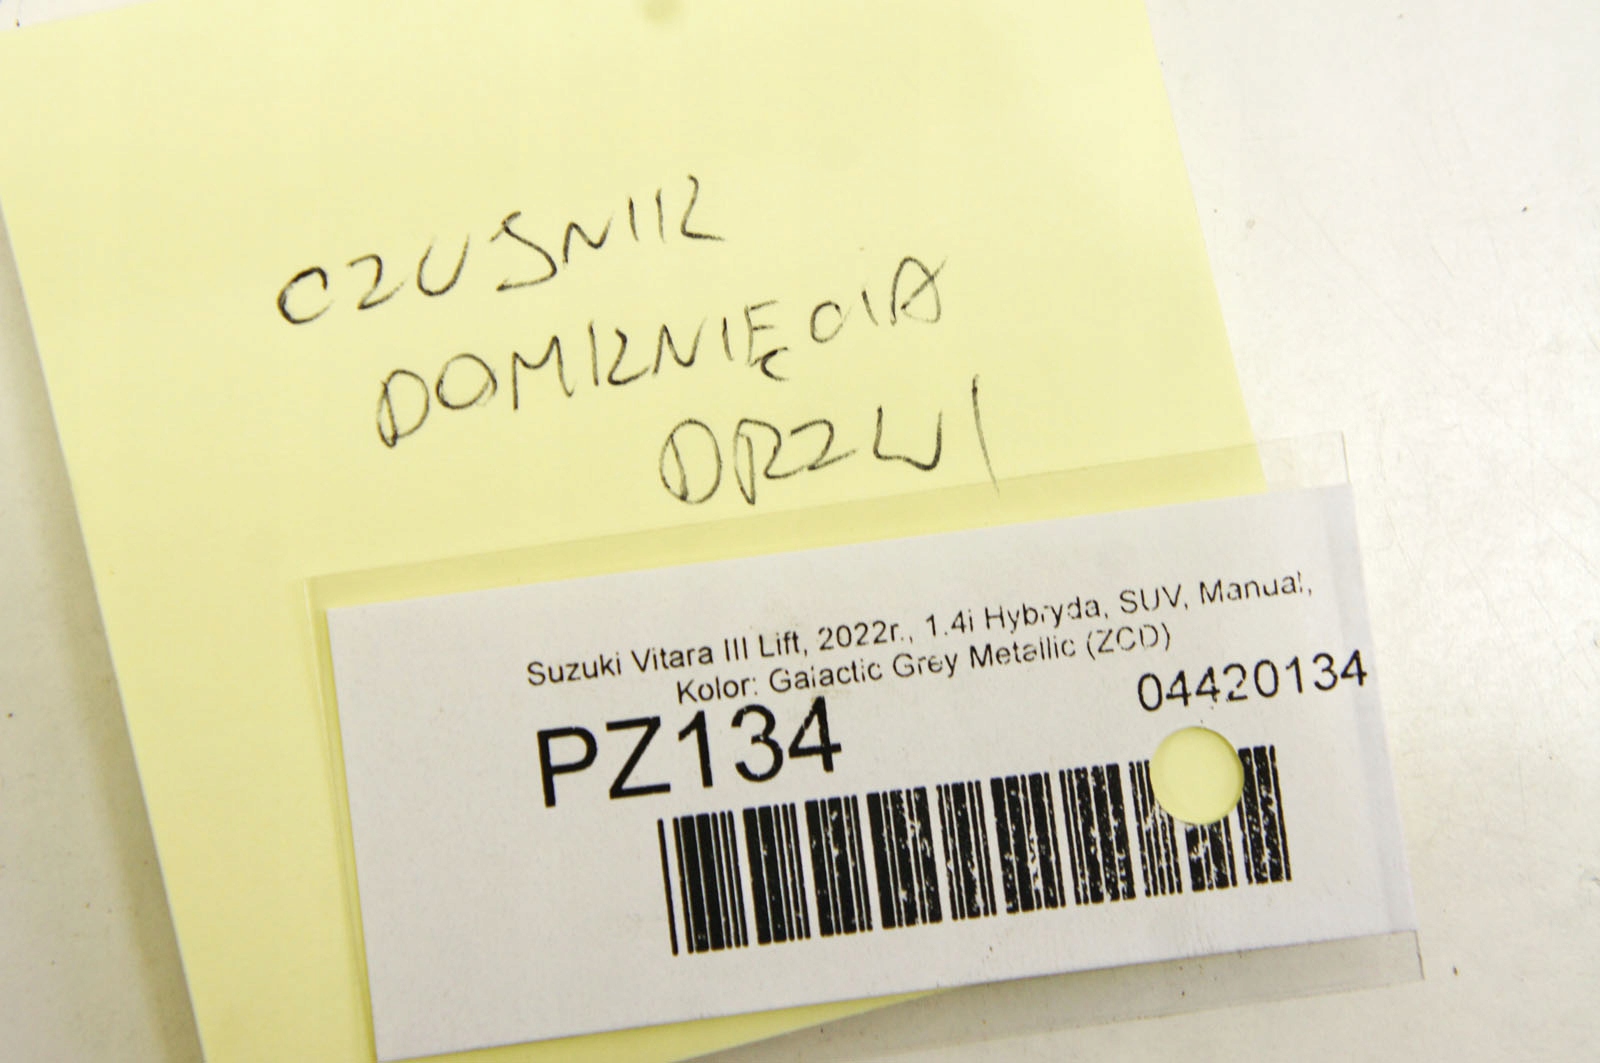 CZUJNIK
DOMKNIĘCIA
DRZWI
Suzuki Vitara III Lift, 2022r., 1.4i Hybryda, SUV, Manual,
Kolor: Galactic Grey Metallic (ZCD)
PZ134
04420134